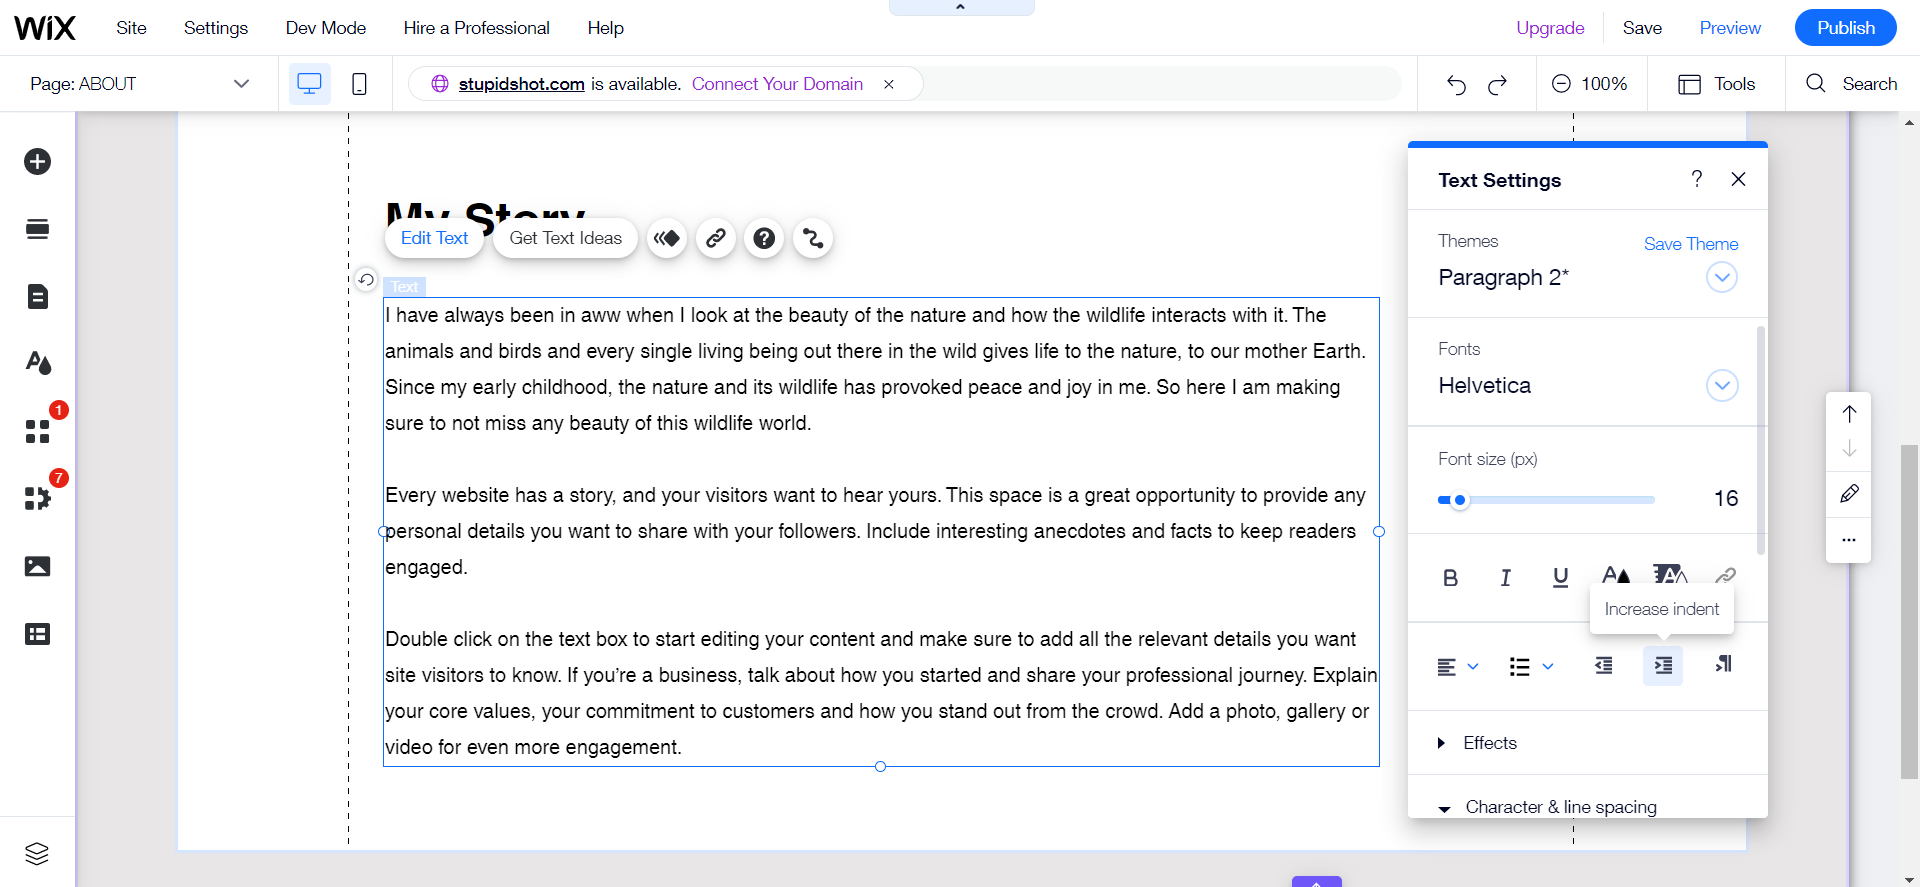 WiX Site Settings Dev Mode Hire a Professional Help Upgrade Save Preview Publish
Page: ABOUT stupidshot.com is available. Connect Your Domain 100% Tools Search
My Story
Edit Text Get Text Ideas
Text
I have always been in aww when I look at the beauty of the nature and how the wildlife interacts with it. The
animals and birds and every single living being out there in the wild gives life to the nature, to our mother Earth.
Since my early childhood, the nature and its wildlife has provoked peace and joy in me. So here I am making
sure to not miss any beauty of this wildlife world.
Every website has a story, and your visitors want to hear yours. This space is a great opportunity to provide any
personal details you want to share with your followers. Include interesting anecdotes and facts to keep readers
engaged.
Double click on the text box to start editing your content and make sure to add all the relevant details you want
site visitors to know. If you’re a business, talk about how you started and share your professional journey. Explain
your core values, your commitment to customers and how you stand out from the crowd. Add a photo, gallery or
video for even more engagement.
1
7
Text Settings ?
Themes Save Theme
Paragraph 2*
Fonts
Helvetica
Font size (px)
16
B I U A A
Increase indent
Effects
Character & line spacing